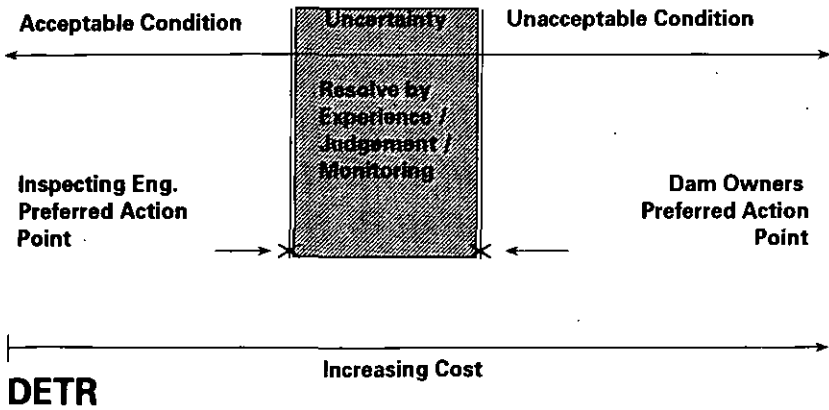 Acceptable Condition
Uncertainty
Unacceptable Condition
Resolve by
Experience /
Judgement /
Monitoring
Inspecting Eng.
Preferred Action
Point
Dam Owners
Preferred Action
Point
Increasing Cost
DETR